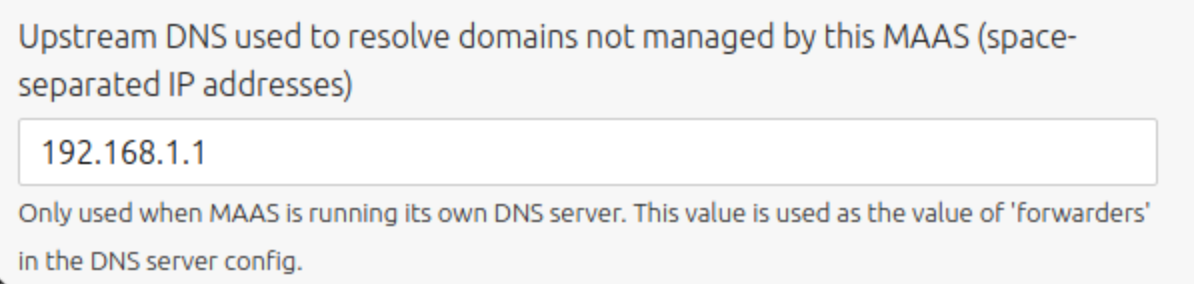 Upstream DNS used to resolve domains not managed by this MAAS (space-
separated IP addresses)
192.168.1.1
Only used when MAAS is running its own DNS server. This value is used as the value of 'forwarders'
in the DNS server config.